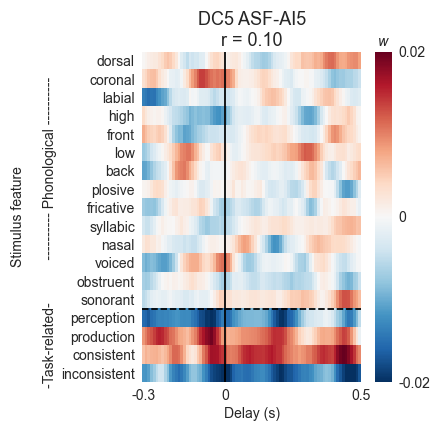 DC5 ASF-AI5
r = 0.10
w
Stimulus feature
---------- Phonological ----------
-Task-related-
dorsal
coronal
labial
high
front
low
back
plosive
fricative
syllabic
nasal
voiced
obstruent
sonorant
perception
production
consistent
inconsistent
0.02
0
-0.02
-0.3
0
0.5
Delay (s)